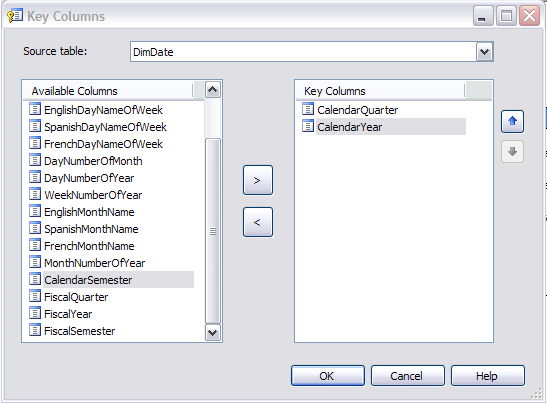 Key Columns
Source table:
DimDate
Available Columns
EnglishDayNameOfWeek
SpanishDayNameOfWeek
FrenchDayNameOfWeek
DayNumberOfMonth
DayNumberOfYear
WeekNumberOfYear
EnglishMonthName
SpanishMonthName
FrenchMonthName
MonthNumberOfYear
CalendarSemester
FiscalQuarter
FiscalYear
FiscalSemester
>
<
Key Columns
CalendarQuarter
CalendarYear
OK
Cancel
Help